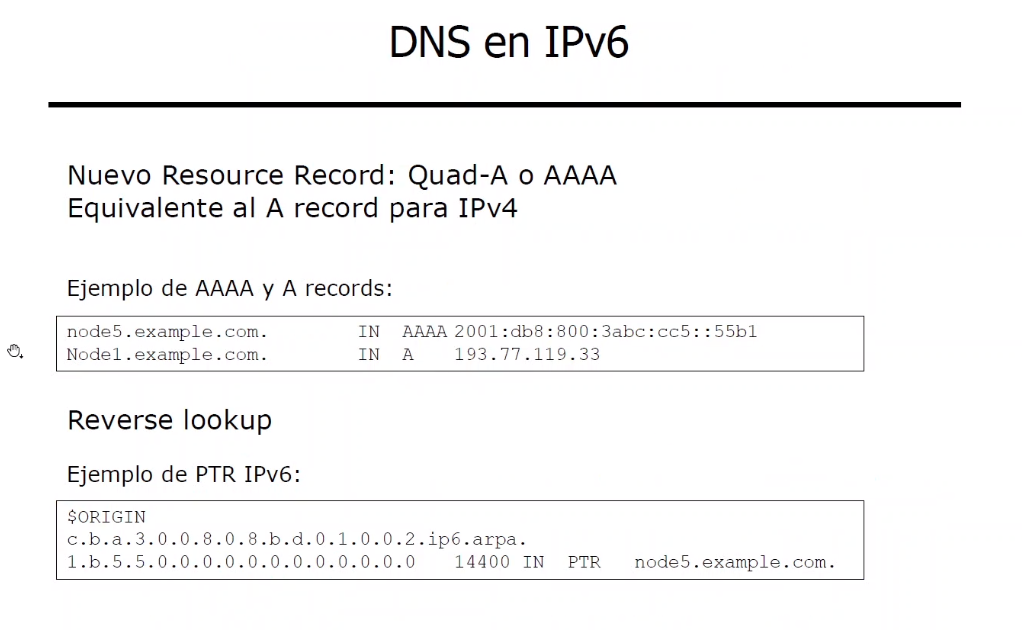 DNS en IPv6
Nuevo Resource Record: Quad-A o AAAA
Equivalente al A record para IPv4
Ejemplo de AAAA y A records:
node5.example.com. IN AAAA 2001:db8:800:3abc:cc5::55b1
Node1.example.com. IN A 193.77.119.33
Reverse lookup
Ejemplo de PTR IPv6:
$ORIGIN
c.b.a.3.0.0.8.0.8.b.d.0.1.0.0.2.ip6.arpa.
1.b.5.5.0.0.0.0.0.0.0.0.0.0.0.0 14400 IN PTR node5.example.com.